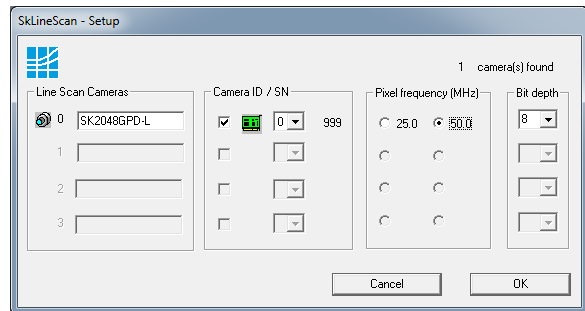 SkLineScan - Setup
1 camera(s) found
Line Scan Cameras Camera ID / SN Pixel frequency (MHz) Bit depth
0 SK2048GPD-L 0 999 25.0 50.0 8
1
2
3
Cancel OK